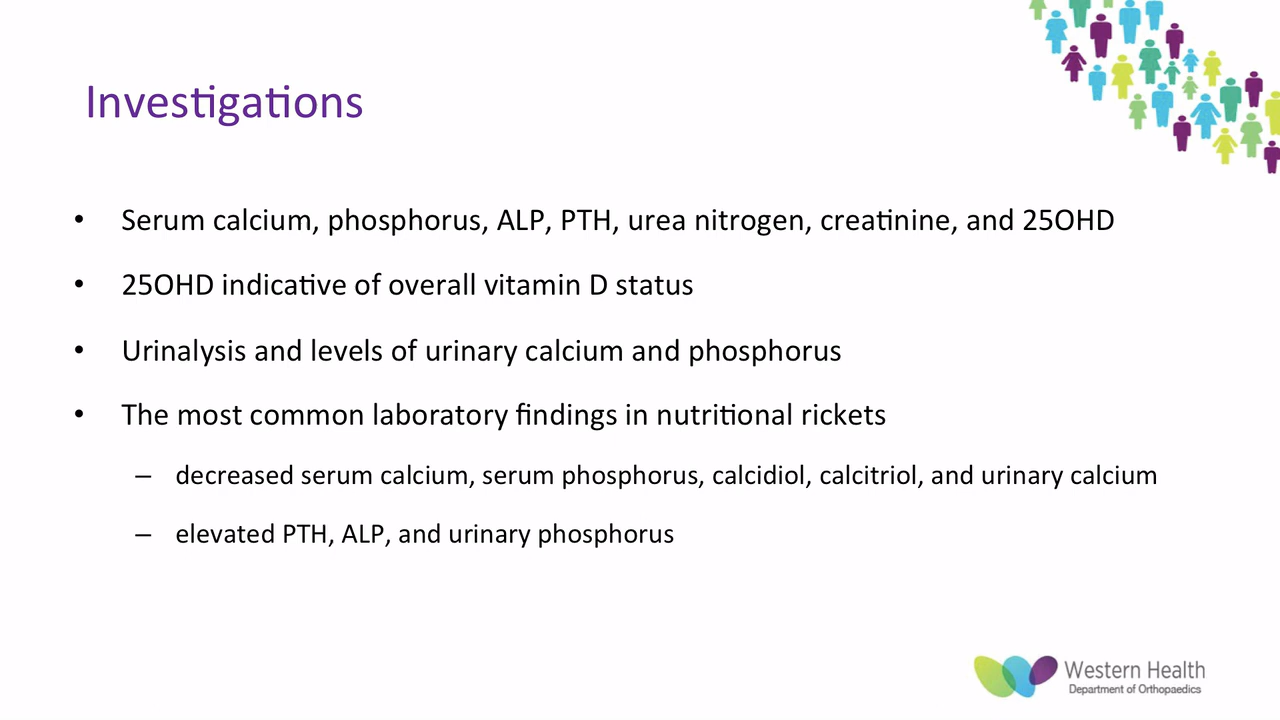 Investigations
• Serum calcium, phosphorus, ALP, PTH, urea nitrogen, creatinine, and 25OHD
• 25OHD indicative of overall vitamin D status
• Urinalysis and levels of urinary calcium and phosphorus
• The most common laboratory findings in nutritional rickets
– decreased serum calcium, serum phosphorus, calcidiol, calcitriol, and urinary calcium
– elevated PTH, ALP, and urinary phosphorus
Western Health
Department of Orthopaedics